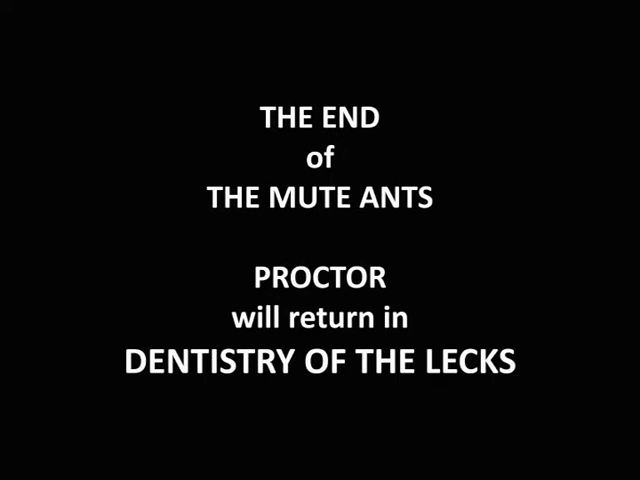 THE END
of
THE MUTE ANTS
PROCTOR
will return in
DENTISTRY OF THE LECKS